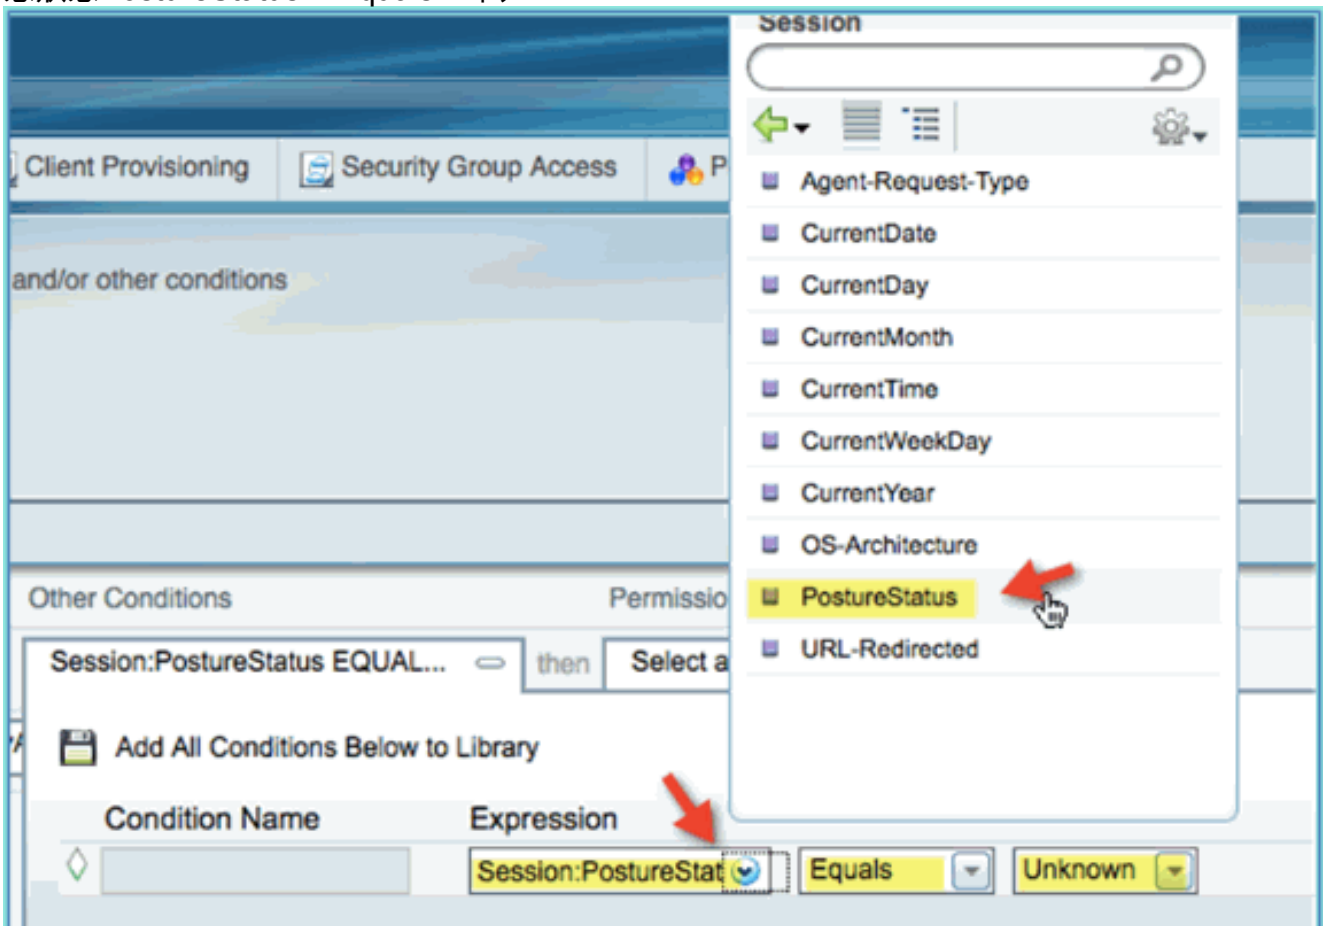 Session
Client Provisioning
Security Group Access
P
Agent-Request-Type
CurrentDate
and/or other conditions
CurrentDay
CurrentMonth
CurrentTime
CurrentWeekDay
CurrentYear
OS-Architecture
Other Conditions
Permissio
PostureStatus
Session:PostureStatus EQUAL...
then
Select a
URL-Redirected
Add All Conditions Below to Library
Condition Name
Expression
Session:PostureStat
Equals
Unknown